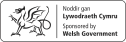 Noddir gan
Lywodraeth Cymru
Sponsored by
Welsh Government